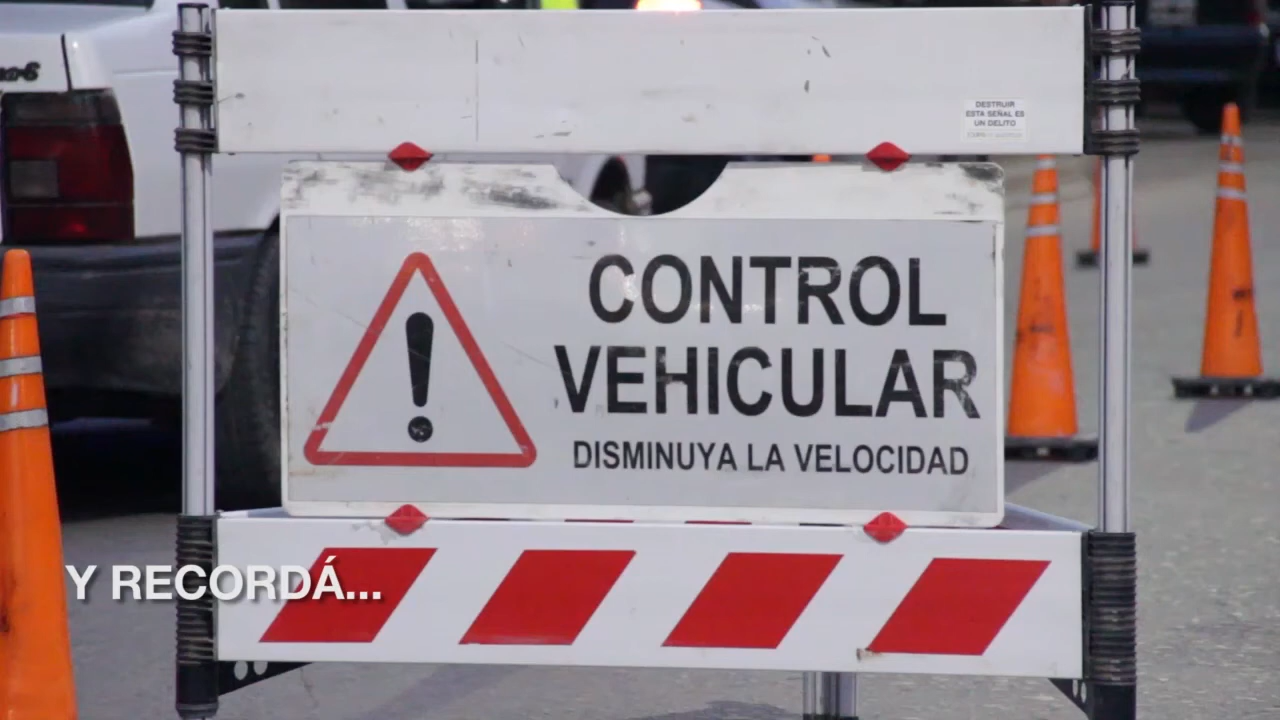 DESTRUIR
ESTA SEÑAL ES
UN DELITO
CONTROL
VEHICULAR
DISMINUYA LA VELOCIDAD
Y RECORDÁ...